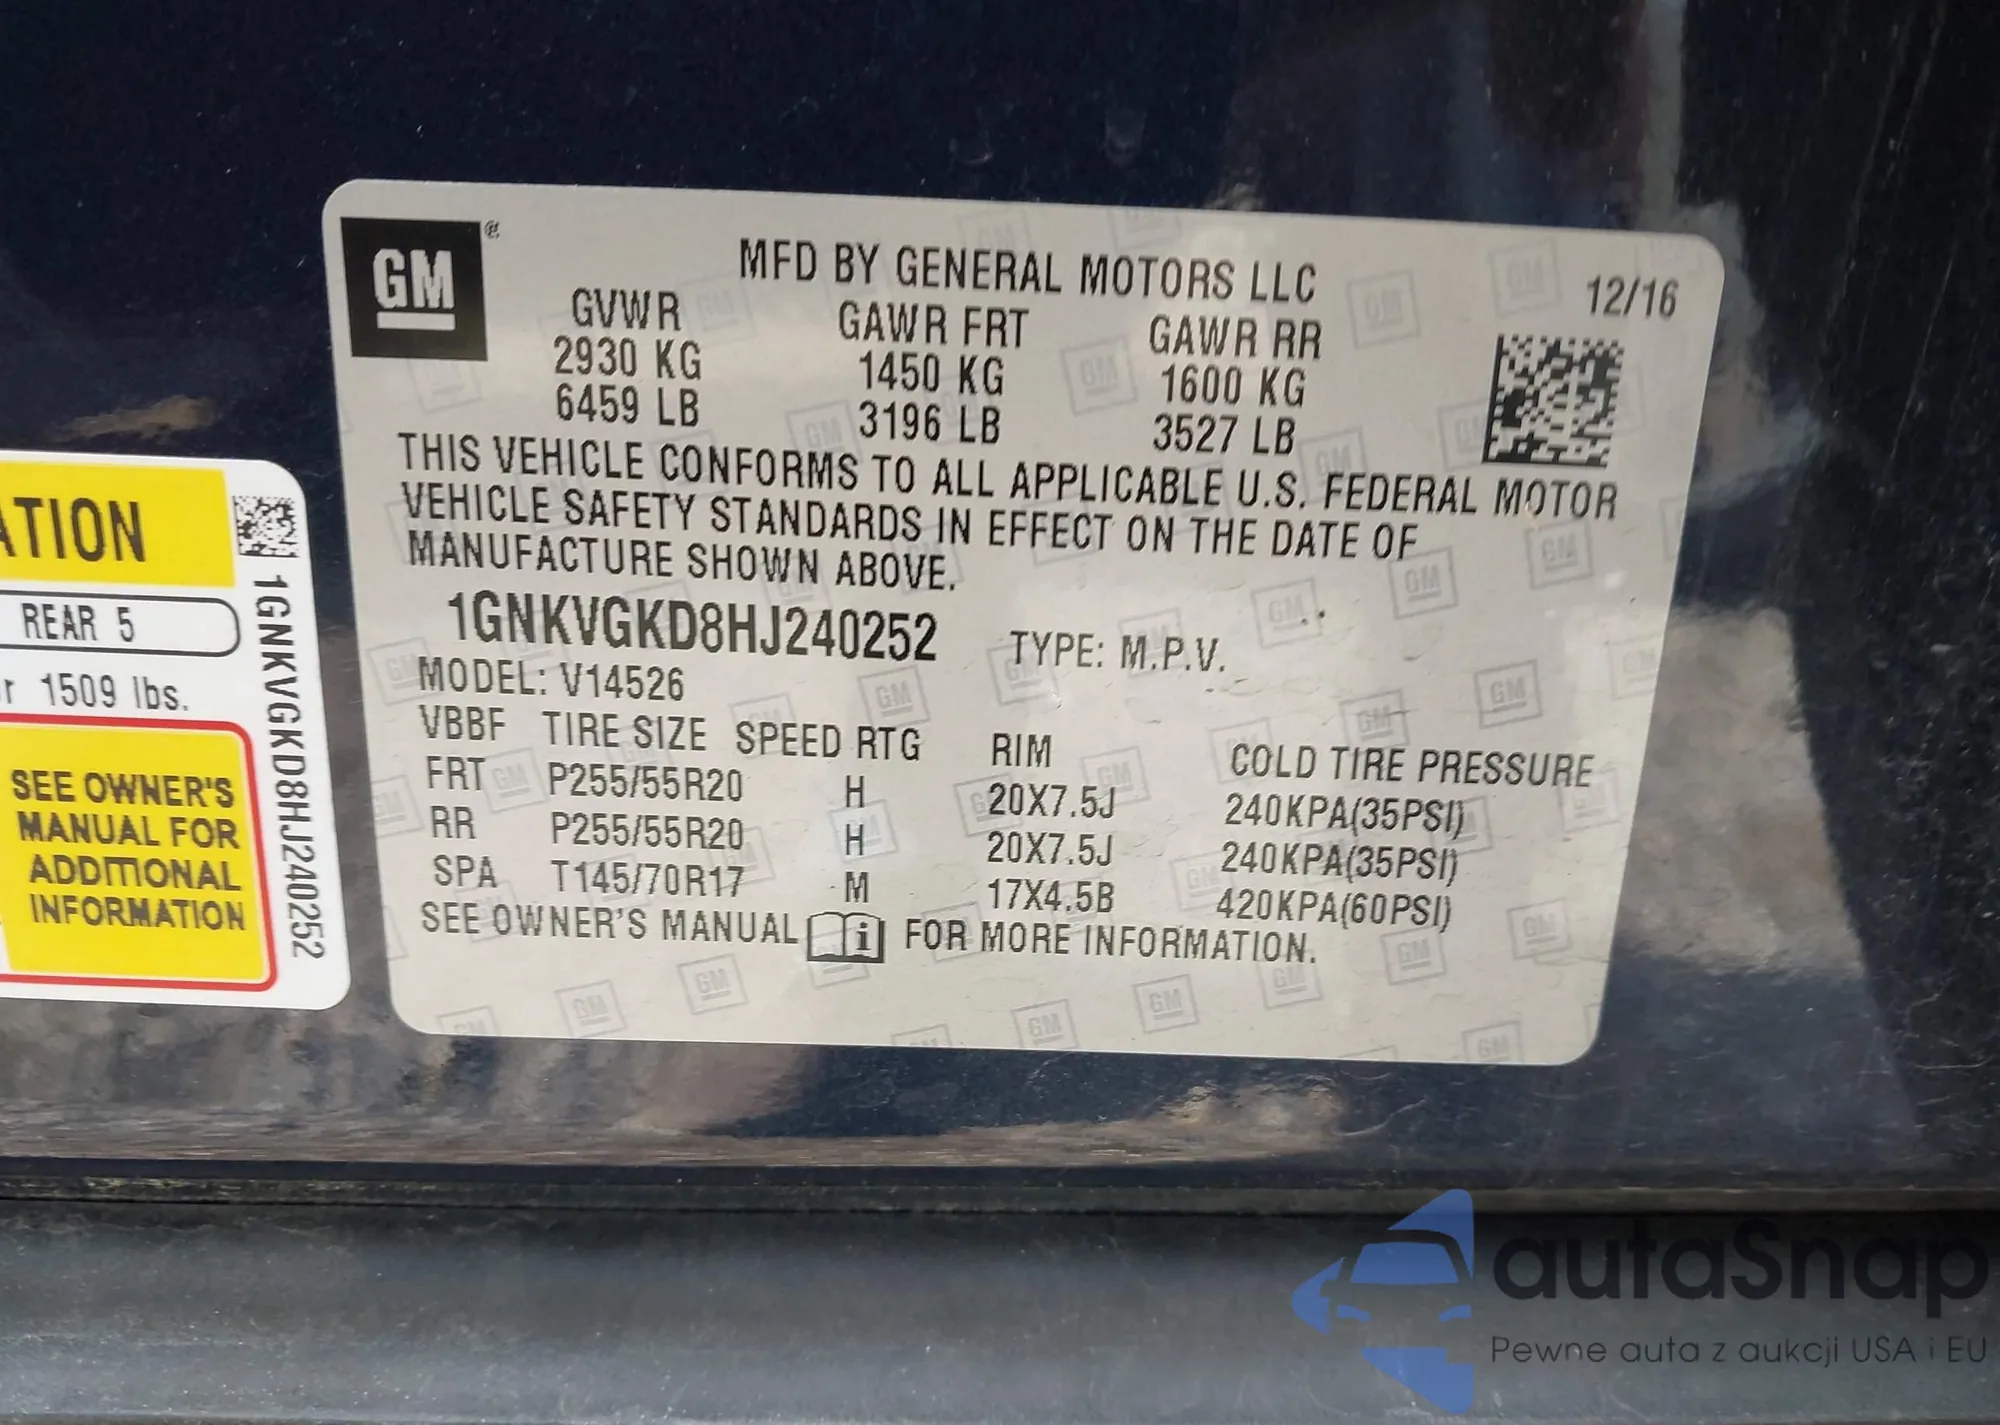 GM®
MFD BY GENERAL MOTORS LLC
12/16
GVWR GAWR FRT GAWR RR
2930 KG 1450 KG 1600 KG
6459 LB 3196 LB 3527 LB
THIS VEHICLE CONFORMS TO ALL APPLICABLE U.S. FEDERAL MOTOR
VEHICLE SAFETY STANDARDS IN EFFECT ON THE DATE OF
MANUFACTURE SHOWN ABOVE.
1GNKVGKD8HJ240252 TYPE: M.P.V.
MODEL: V14526
VBBF TIRE SIZE SPEED RTG RIM COLD TIRE PRESSURE
FRT P255/55R20 H 20X7.5J 240KPA(35PSI)
RR P255/55R20 H 20X7.5J 240KPA(35PSI)
SPA T145/70R17 M 17X4.5B 420KPA(60PSI)
SEE OWNER'S MANUAL i FOR MORE INFORMATION.
ATION
REAR 5
r 1509 lbs.
SEE OWNER'S
MANUAL FOR
ADDITIONAL
INFORMATION
1GNKVGKD8HJ240252
autaSnap
Pewne auta z aukcji USA i EU